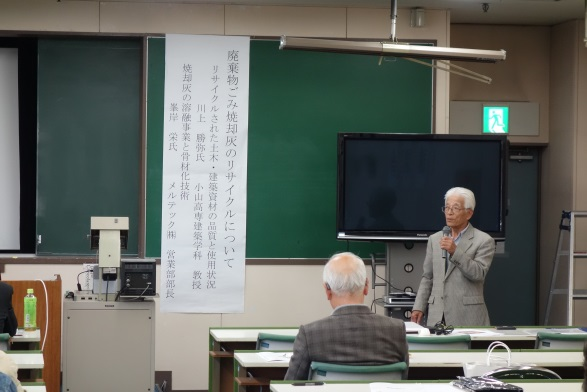 廃棄物ごみ焼却灰のリサイクルについて
リサイクルされた土木・建築資材の品質と使用状況
川上 勝弥氏 小山高専建築学科 教授
焼却灰の溶融事業と骨材化技術
峯岸 栄氏 メルテック㈱ 営業部部長